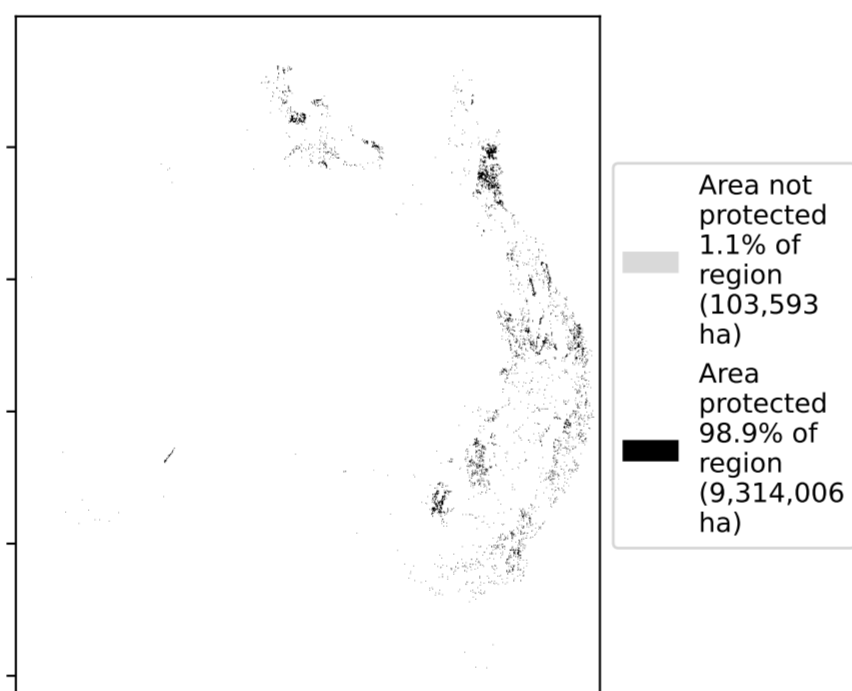 Area not
protected
1.1% of
region
(103,593
ha)
Area
protected
98.9% of
region
(9,314,006
ha)